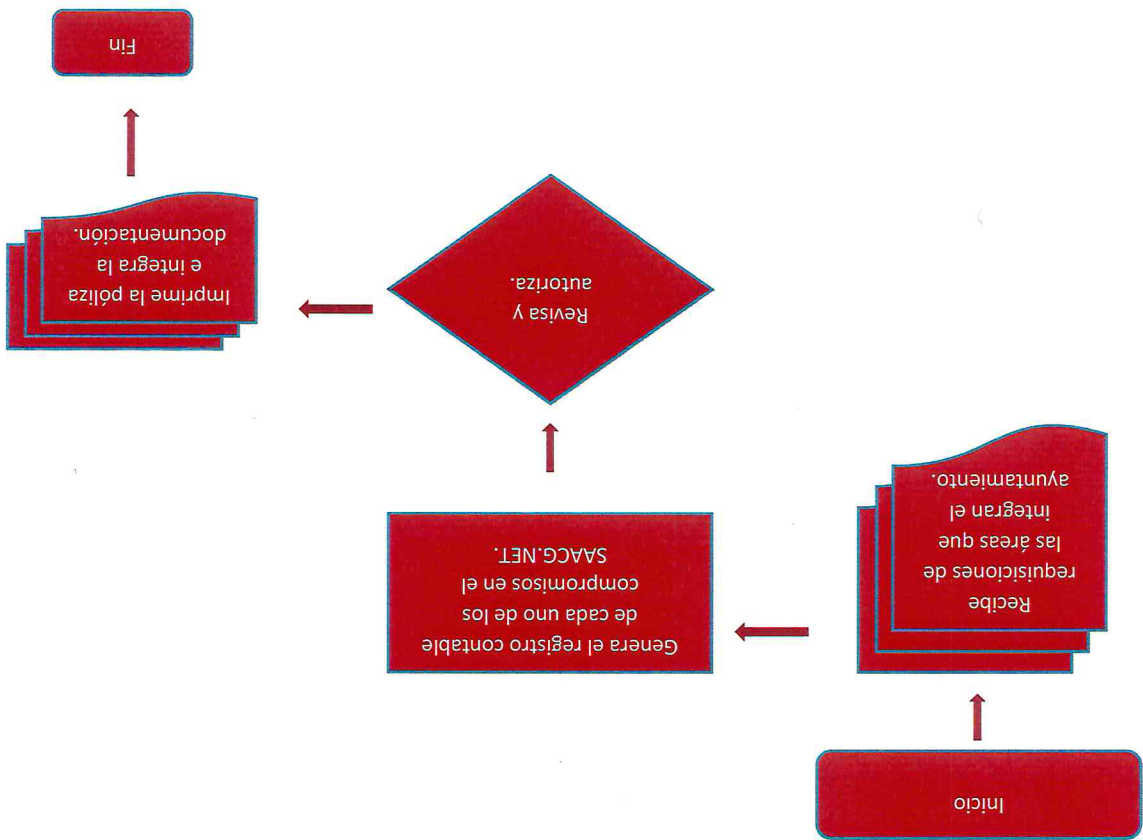 Inicio
Recibe
requisiciones de
las áreas que
integran el
ayuntamiento.
Genera el registro contable
de cada uno de los
compromisos en el
SAACG.NET.
Revisa y
autoriza.
Imprime la póliza
e integra la
documentación.
Fin